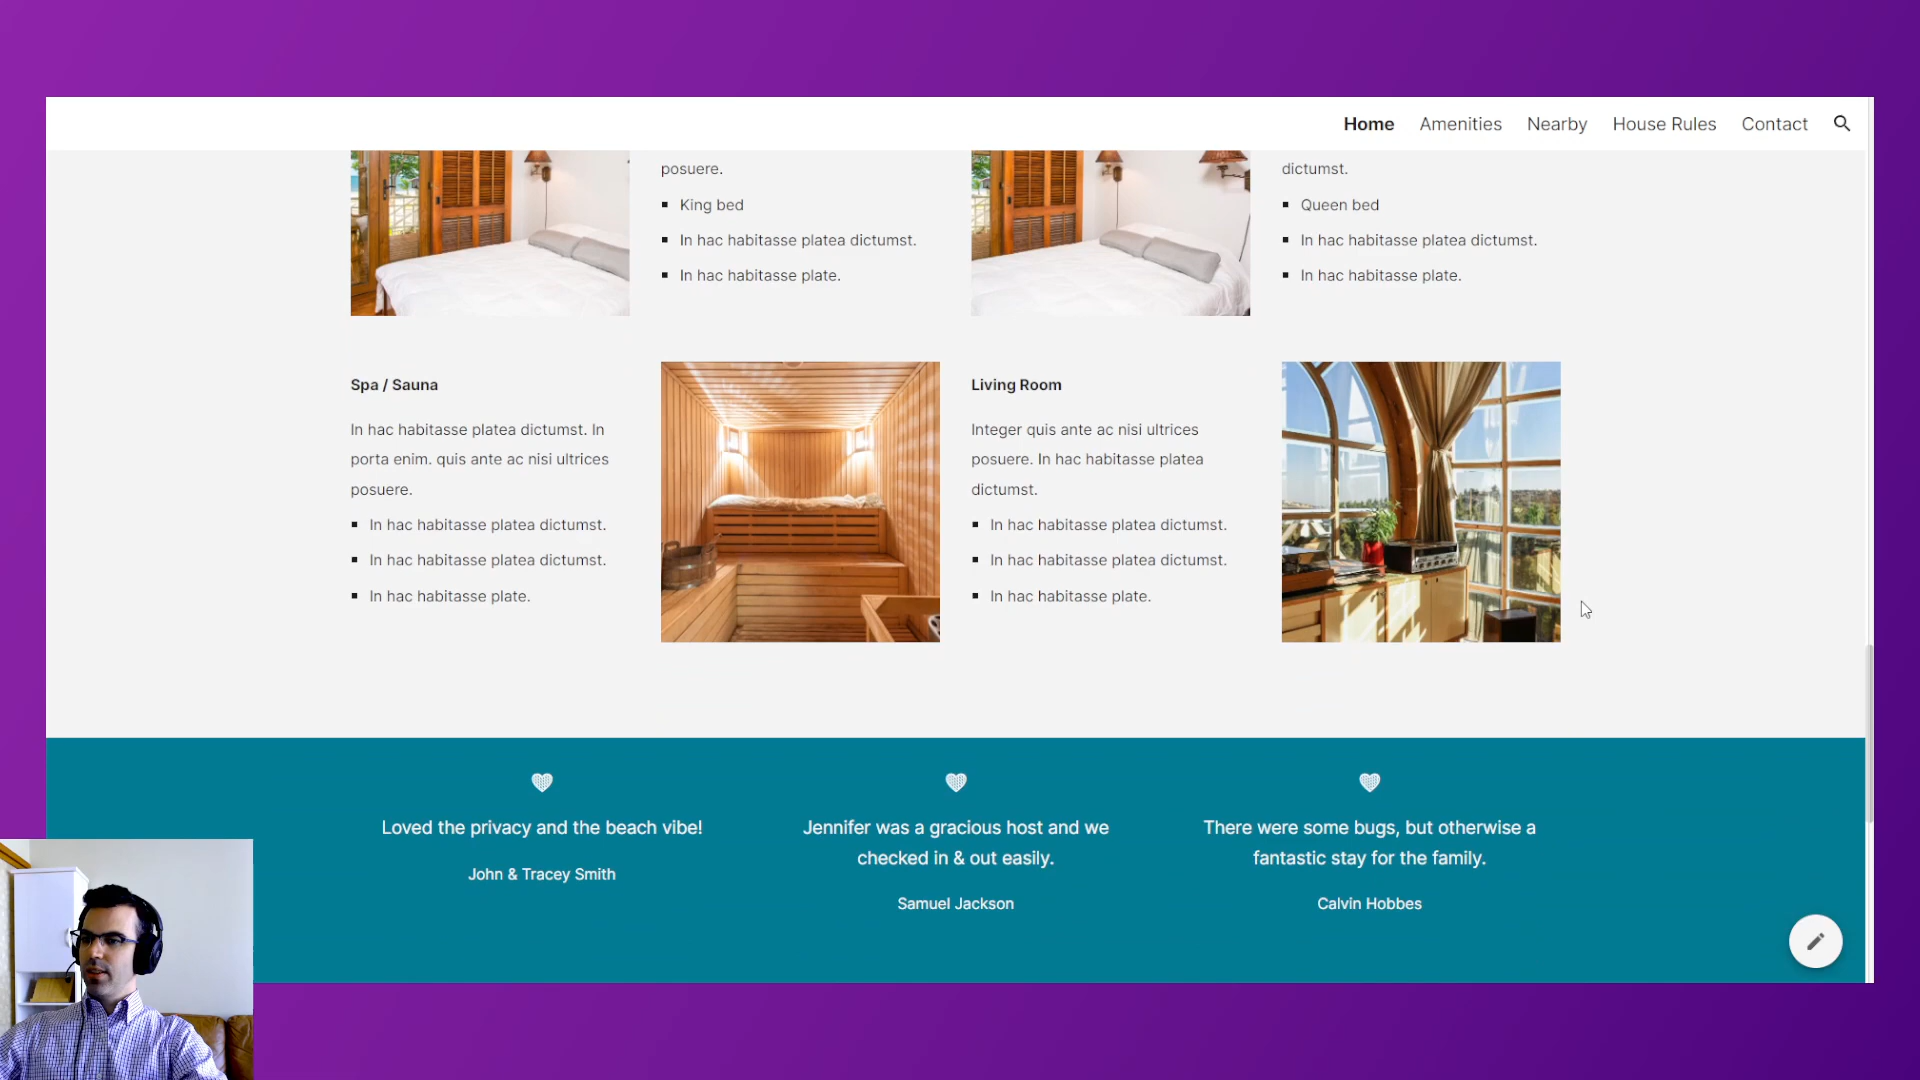 Home Amenities Nearby House Rules Contact
posuere.
▪ King bed
▪ In hac habitasse platea dictumst.
▪ In hac habitasse plate.
dictumst.
▪ Queen bed
▪ In hac habitasse platea dictumst.
▪ In hac habitasse plate.
Spa / Sauna
In hac habitasse platea dictumst. In
porta enim. quis ante ac nisi ultrices
posuere.
▪ In hac habitasse platea dictumst.
▪ In hac habitasse platea dictumst.
▪ In hac habitasse plate.
Living Room
Integer quis ante ac nisi ultrices
posuere. In hac habitasse platea
dictumst.
▪ In hac habitasse platea dictumst.
▪ In hac habitasse platea dictumst.
▪ In hac habitasse plate.
Loved the privacy and the beach vibe!
John & Tracey Smith
Jennifer was a gracious host and we
checked in & out easily.
Samuel Jackson
There were some bugs, but otherwise a
fantastic stay for the family.
Calvin Hobbes